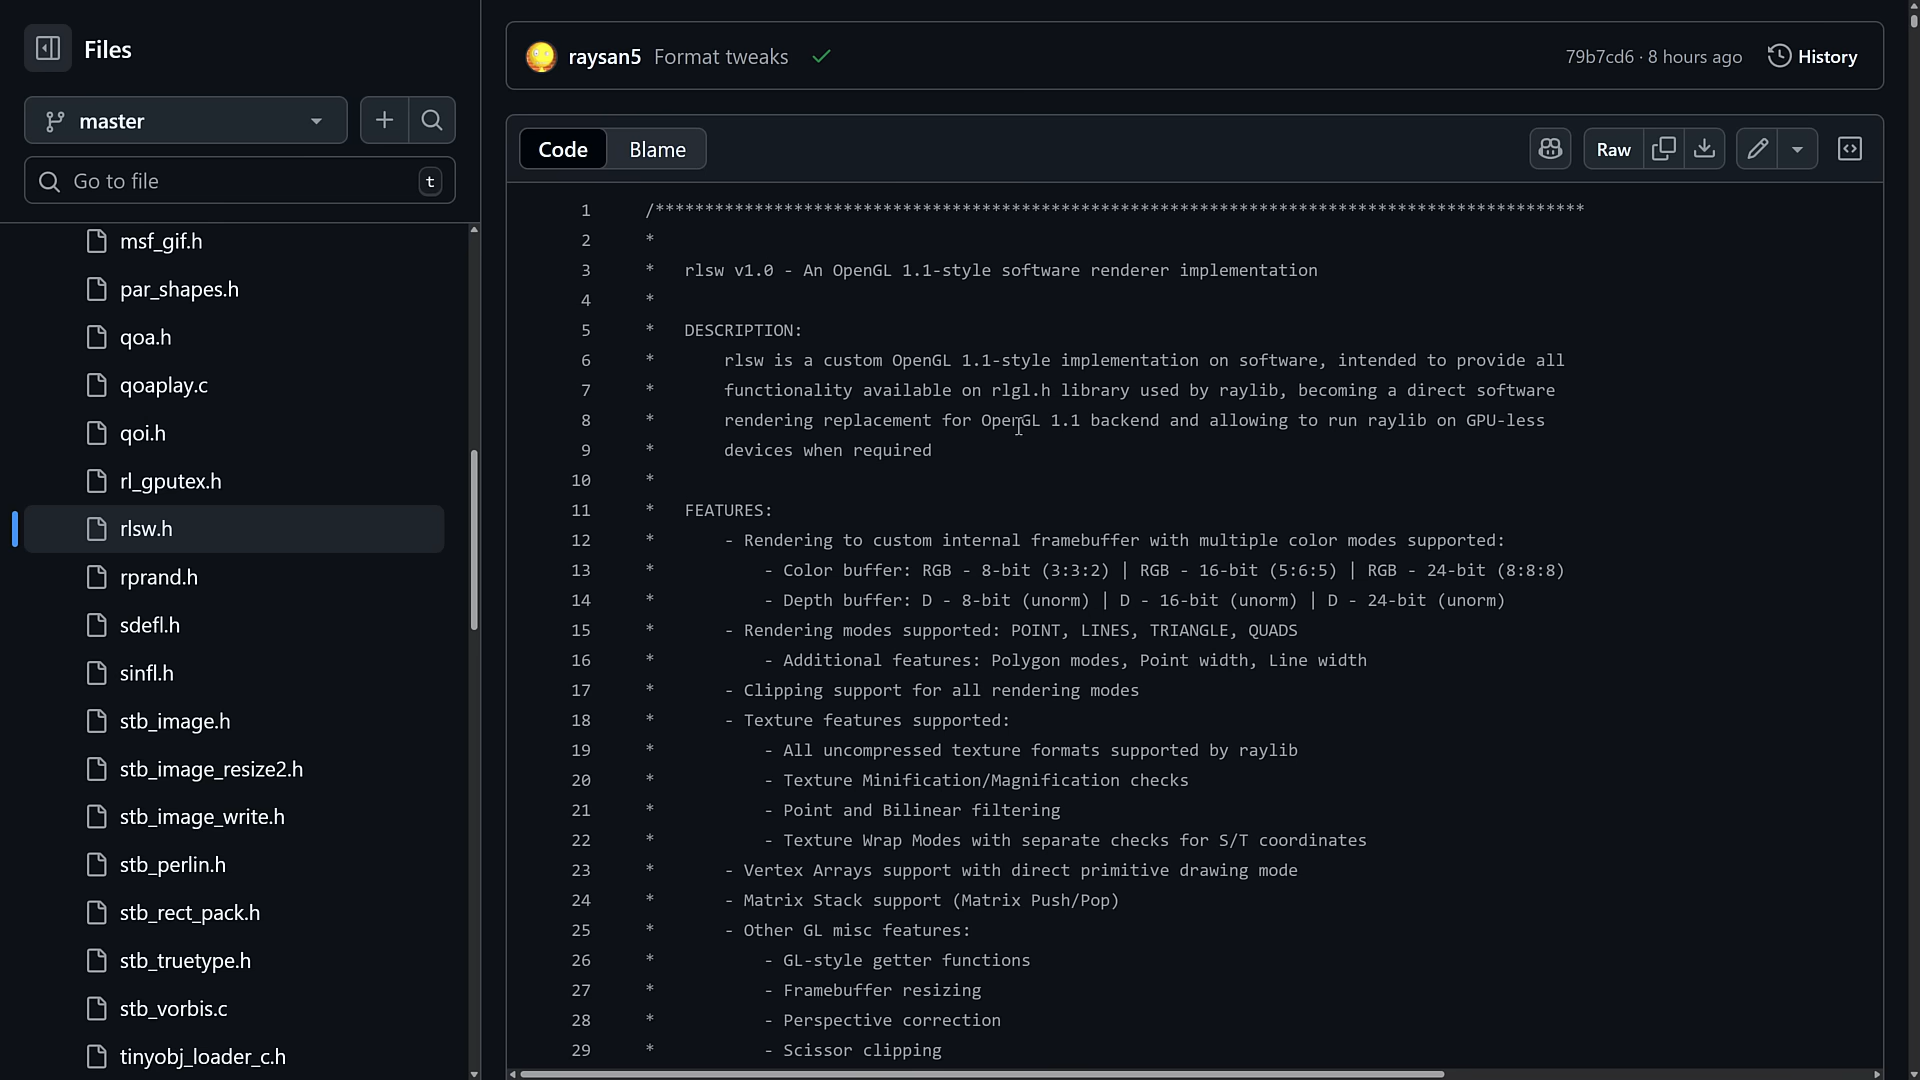 Files
master
Go to file
t
msf_gif.h
par_shapes.h
qoa.h
qoaplay.c
qoi.h
rl_gputex.h
rlsw.h
rprand.h
sdefl.h
sinfl.h
stb_image.h
stb_image_resize2.h
stb_image_write.h
stb_perlin.h
stb_rect_pack.h
stb_truetype.h
stb_vorbis.c
tinyobj_loader_c.h
raysan5 Format tweaks 79b7cd6 · 8 hours ago History
Code Blame Raw
1 /**********************************************************************************************
2 *
3 *   rlsw v1.0 - An OpenGL 1.1-style software renderer implementation
4 *
5 *   DESCRIPTION:
6 *       rlsw is a custom OpenGL 1.1-style implementation on software, intended to provide all
7 *       functionality available on rlgl.h library used by raylib, becoming a direct software
8 *       rendering replacement for OpenGL 1.1 backend and allowing to run raylib on GPU-less
9 *       devices when required
10 *
11 *   FEATURES:
12 *       - Rendering to custom internal framebuffer with multiple color modes supported:
13 *           - Color buffer: RGB - 8-bit (3:3:2) | RGB - 16-bit (5:6:5) | RGB - 24-bit (8:8:8)
14 *           - Depth buffer: D - 8-bit (unorm) | D - 16-bit (unorm) | D - 24-bit (unorm)
15 *       - Rendering modes supported: POINT, LINES, TRIANGLE, QUADS
16 *           - Additional features: Polygon modes, Point width, Line width
17 *       - Clipping support for all rendering modes
18 *       - Texture features supported:
19 *           - All uncompressed texture formats supported by raylib
20 *           - Texture Minification/Magnification checks
21 *           - Point and Bilinear filtering
22 *           - Texture Wrap Modes with separate checks for S/T coordinates
23 *       - Vertex Arrays support with direct primitive drawing mode
24 *       - Matrix Stack support (Matrix Push/Pop)
25 *       - Other GL misc features:
26 *           - GL-style getter functions
27 *           - Framebuffer resizing
28 *           - Perspective correction
29 *           - Scissor clipping